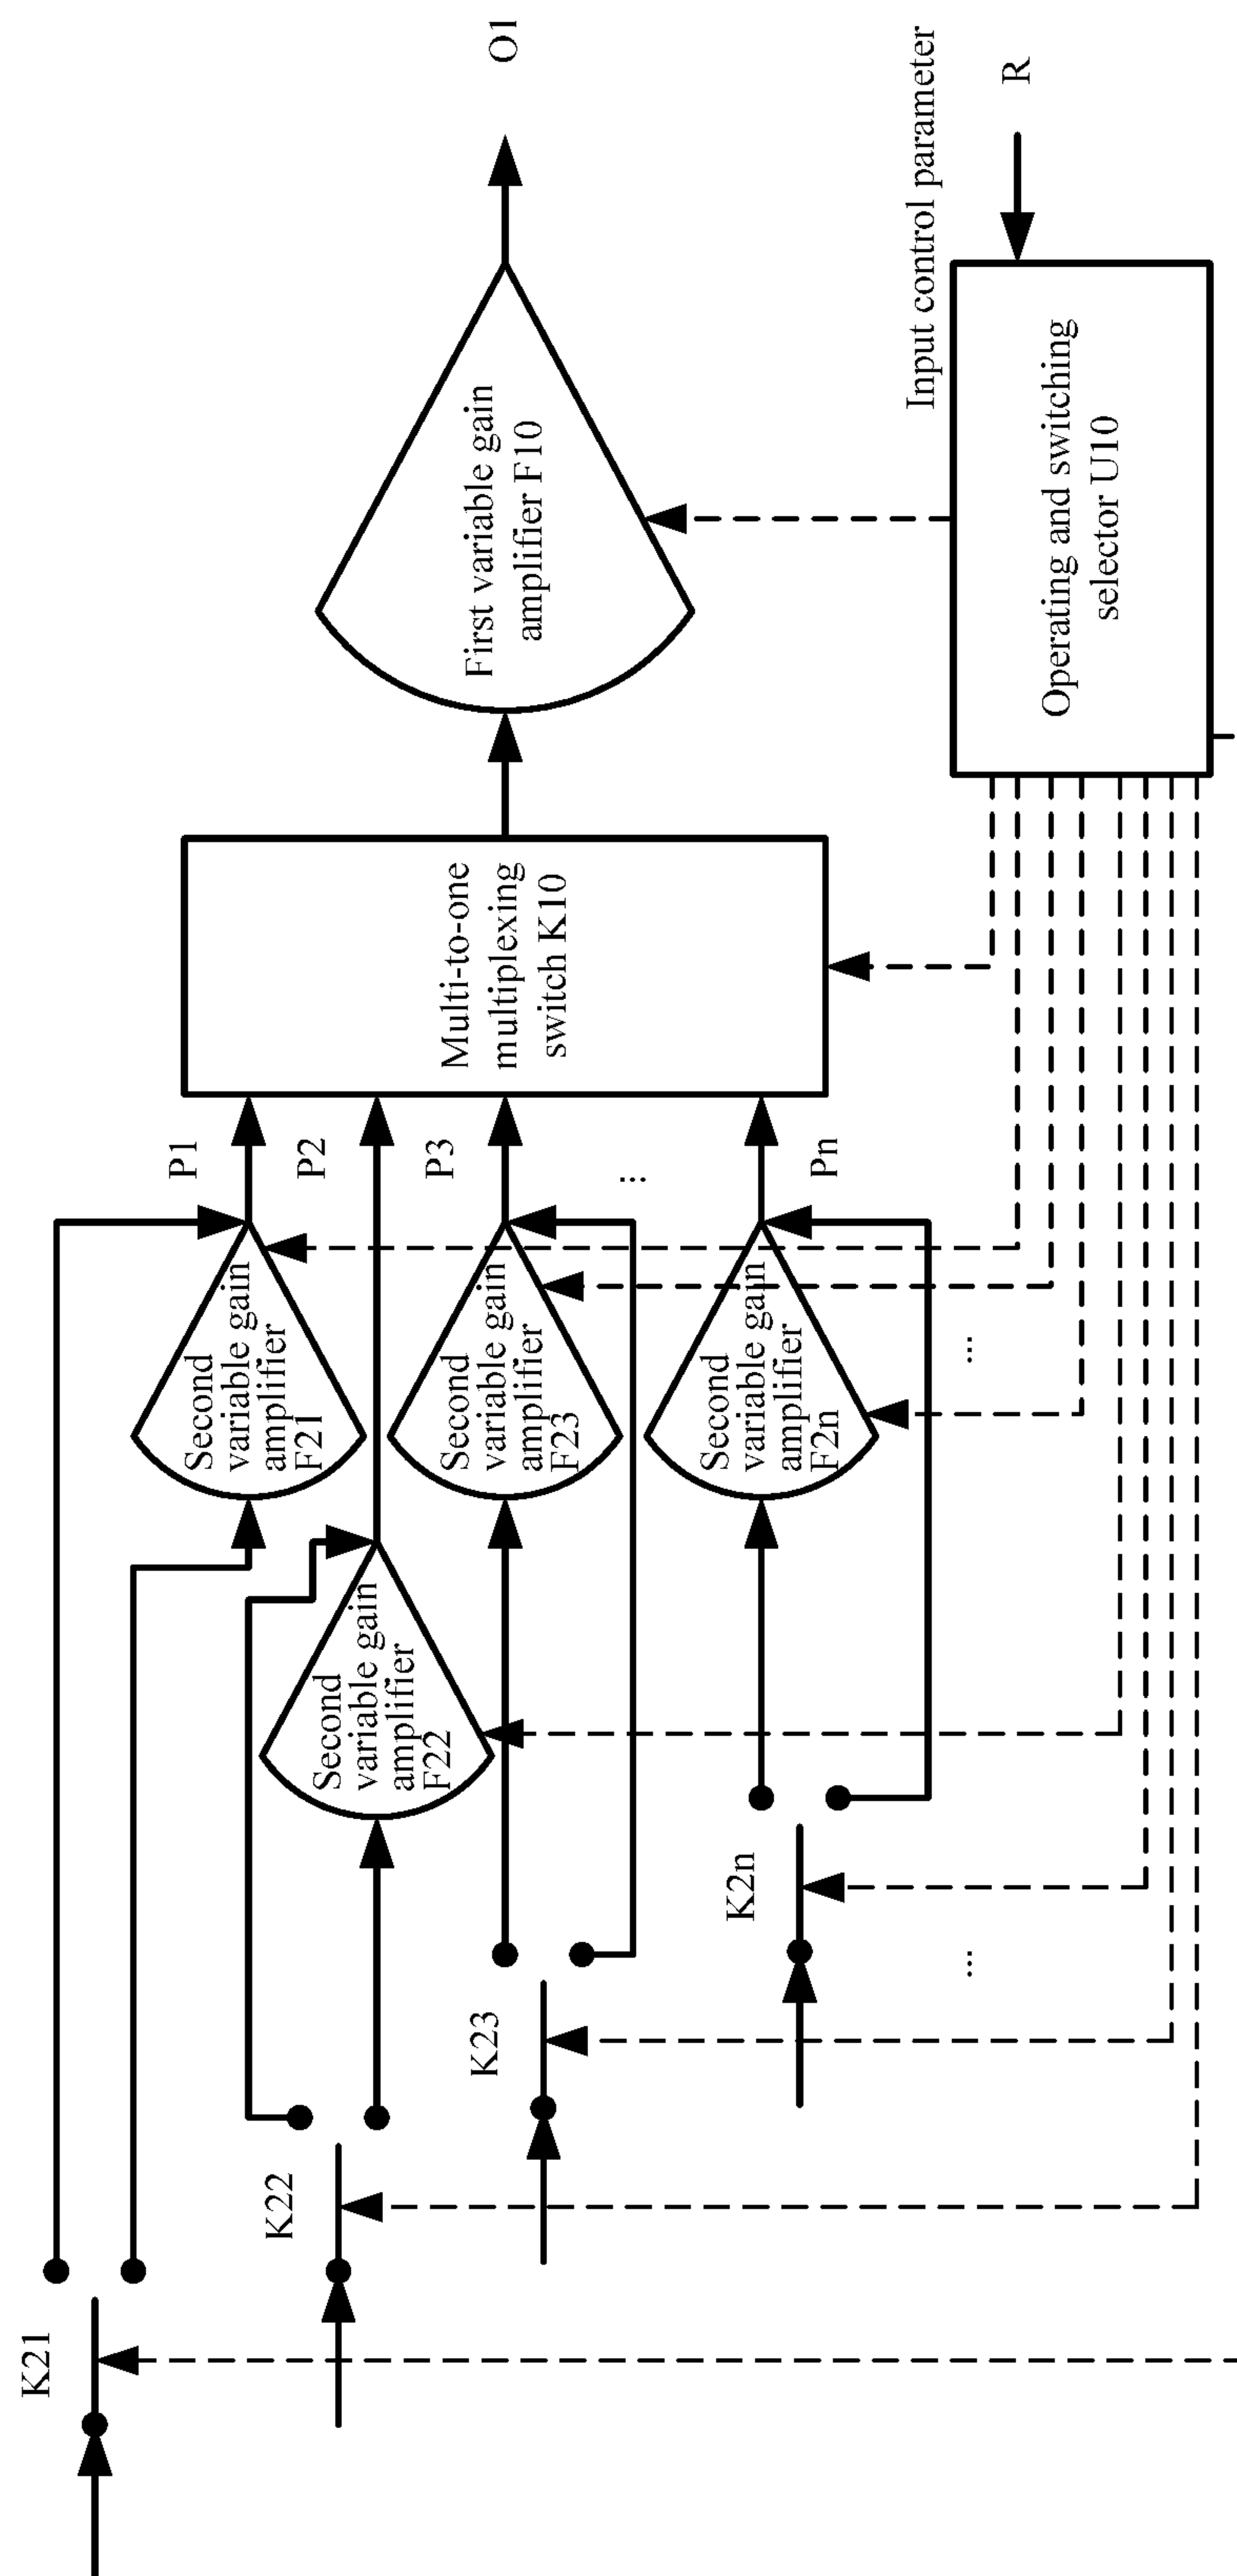 K21
K22
K23
K2n
...
Second
variable gain
amplifier
F21
Second
variable gain
amplifier
F22
Second
variable gain
amplifier
F23
Second
variable gain
amplifier
F2n
...
P1
P2
P3
...
Pn
Multi-to-one
multiplexing
switch K10
First variable gain
amplifier F10
O1
Operating and switching
selector U10
Input control parameter
R